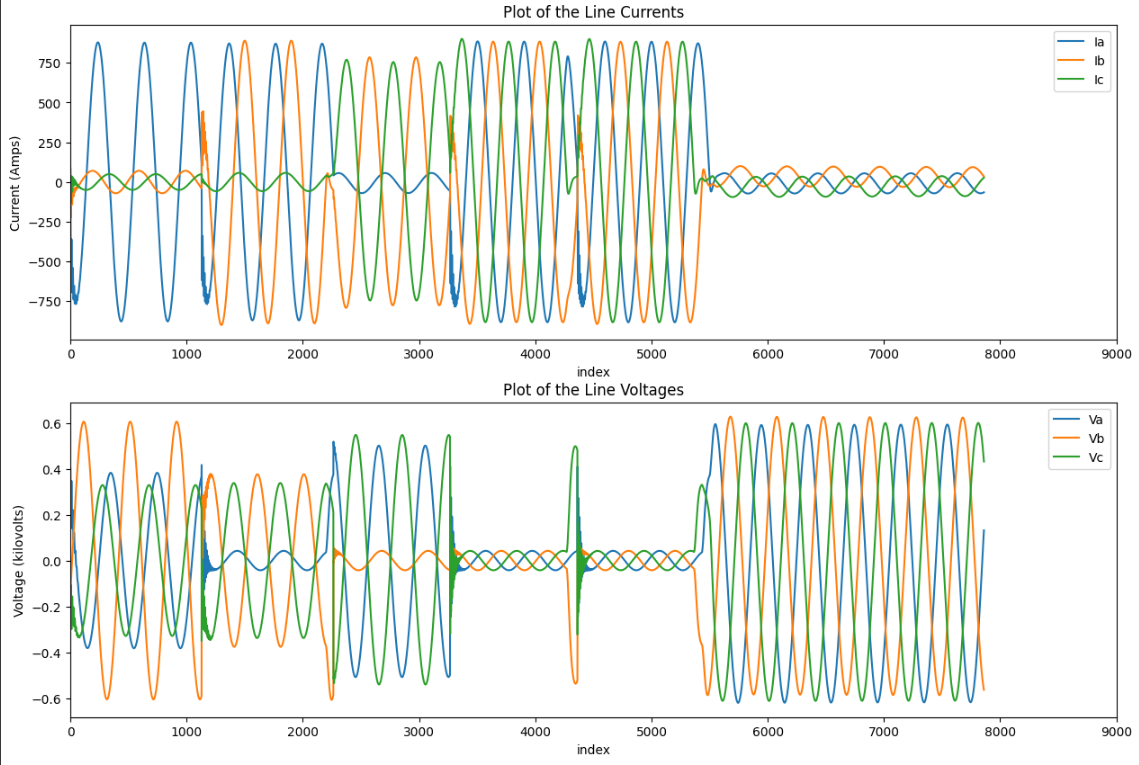 Plot of the Line Currents
750
500
250
0
−250
−500
−750
Current (Amps)
Ia
Ib
Ic
0 1000 2000 3000 4000 5000 6000 7000 8000 9000
index
Plot of the Line Voltages
0.6
0.4
0.2
0.0
−0.2
−0.4
−0.6
Voltage (kilovolts)
Va
Vb
Vc
0 1000 2000 3000 4000 5000 6000 7000 8000 9000
index